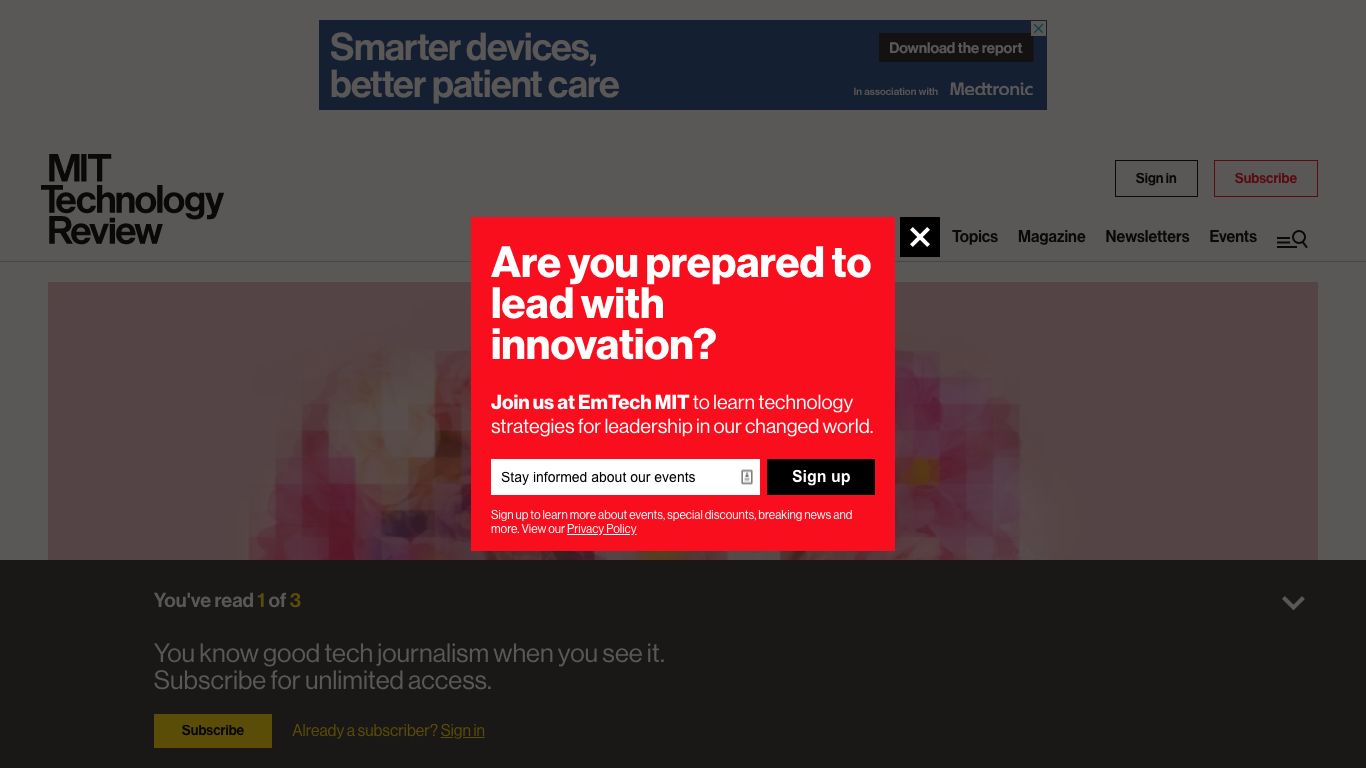 Smarter devices,
better patient care
Download the report
In association with Medtronic
MIT
Technology
Review
Sign in
Subscribe
Topics
Magazine
Newsletters
Events
Are you prepared to
lead with
innovation?
Join us at EmTech MIT to learn technology
strategies for leadership in our changed world.
Stay informed about our events
Sign up
Sign up to learn more about events, special discounts, breaking news and
more. View our Privacy Policy
You've read 1 of 3
You know good tech journalism when you see it.
Subscribe for unlimited access.
Subscribe
Already a subscriber? Sign in